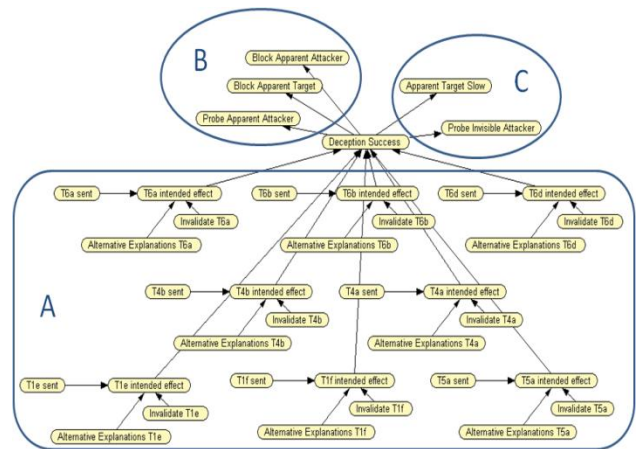 Block Apparent Attacker
B
Block Apparent Target
Apparent Target Slow
C
Probe Apparent Attacker
Probe Invisible Attacker
Deception Success
T6a sent
T6a intended effect
T6b sent
T6b intended effect
T6d sent
T6d intended effect
Invalidate T6a
Invalidate T6b
Invalidate T6d
Alternative Explanations T6a
Alternative Explanations T6b
Alternative Explanations T6d
A
T4b sent
T4b intended effect
T4a sent
T4a intended effect
Invalidate T4b
Invalidate T4a
Alternative Explanations T4b
Alternative Explanations T4a
T1e sent
T1e intended effect
T1f sent
T1f intended effect
T5a sent
T5a intended effect
Invalidate T1e
Invalidate T1f
Invalidate T5a
Alternative Explanations T1e
Alternative Explanations T1f
Alternative Explanations T5a